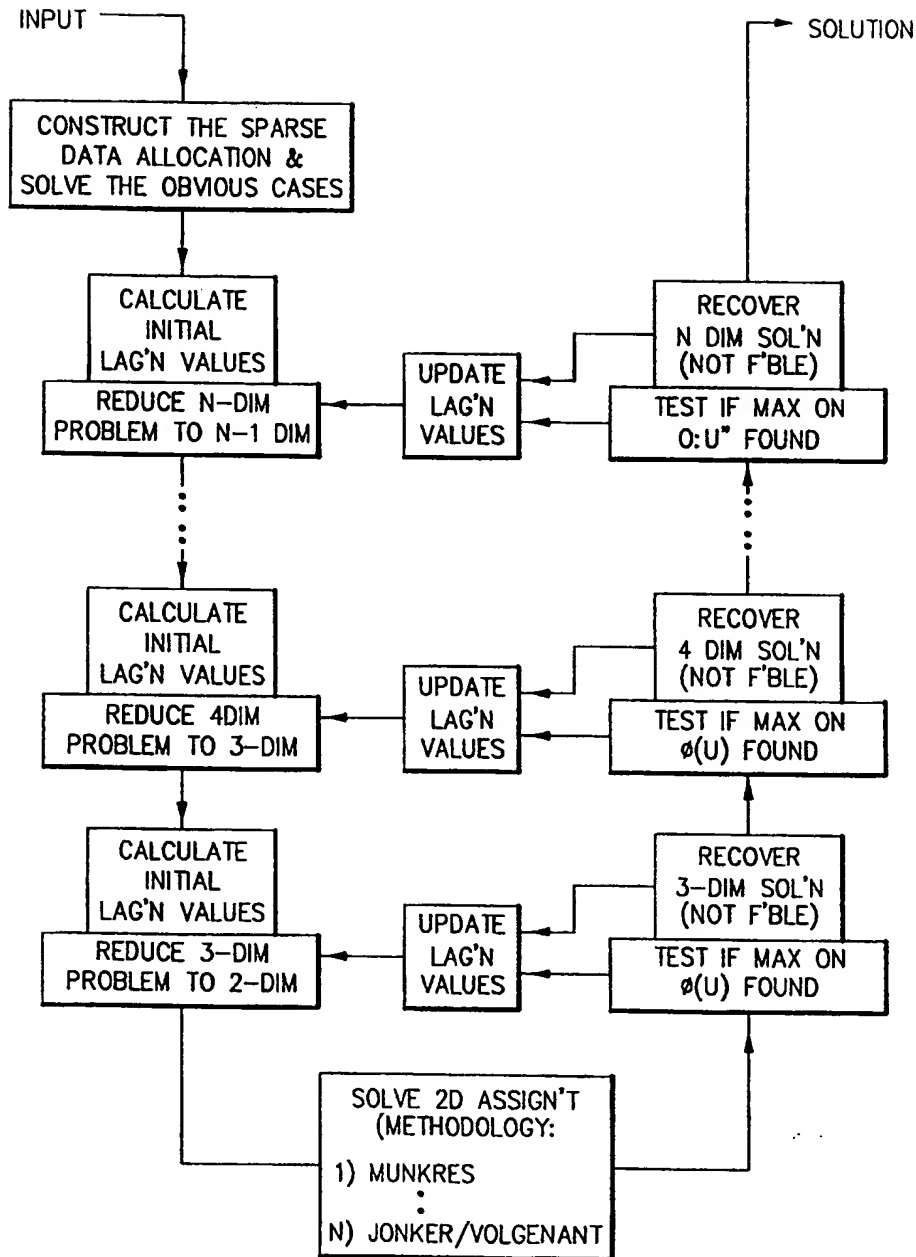 INPUT
SOLUTION
CONSTRUCT THE SPARSE
DATA ALLOCATION &
SOLVE THE OBVIOUS CASES
CALCULATE
INITIAL
LAG'N VALUES
REDUCE N-DIM
PROBLEM TO N-1 DIM
UPDATE
LAG'N
VALUES
RECOVER
N DIM SOL'N
(NOT F'BLE)
TEST IF MAX ON
O:U" FOUND
CALCULATE
INITIAL
LAG'N VALUES
REDUCE 4DIM
PROBLEM TO 3-DIM
UPDATE
LAG'N
VALUES
RECOVER
4 DIM SOL'N
(NOT F'BLE)
TEST IF MAX ON
ø(U) FOUND
CALCULATE
INITIAL
LAG'N VALUES
REDUCE 3-DIM
PROBLEM TO 2-DIM
UPDATE
LAG'N
VALUES
RECOVER
3-DIM SOL'N
(NOT F'BLE)
TEST IF MAX ON
ø(U) FOUND
SOLVE 2D ASSIGN'T
(METHODOLOGY:
1) MUNKRES
N) JONKER/VOLGENANT